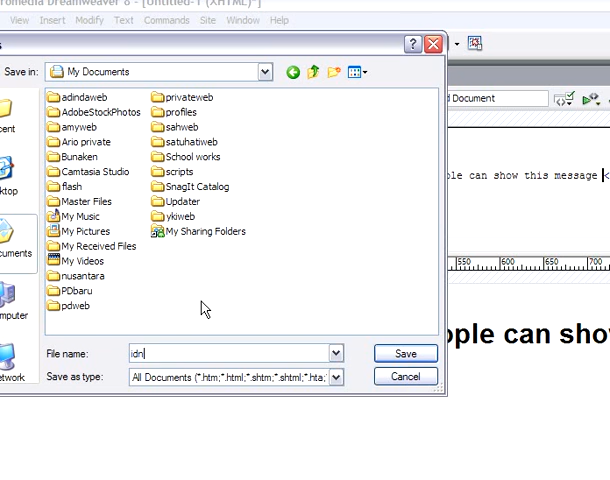 romedia Dreamweaver 8 - [Untitled-1 (XHTML)*]
View Insert Modify Text Commands Site Window Help
s
Save in: My Documents
d Document
adindaweb
AdobeStockPhotos
amyweb
Ario private
Bunaken
Camtasia Studio
flash
Master Files
My Music
My Pictures
My Received Files
My Videos
nusantara
PDbaru
pdweb
privateweb
profiles
sahweb
satuhatiweb
School works
scripts
SnagIt Catalog
Updater
ykiweb
My Sharing Folders
cent
ktop
cuments
mputer
etwork
ple can show this message <
550 600 650 700
ople can sho
File name: idn
Save
Save as type: All Documents (*.htm;*.html;*.shtm;*.shtml;*.hta;
Cancel